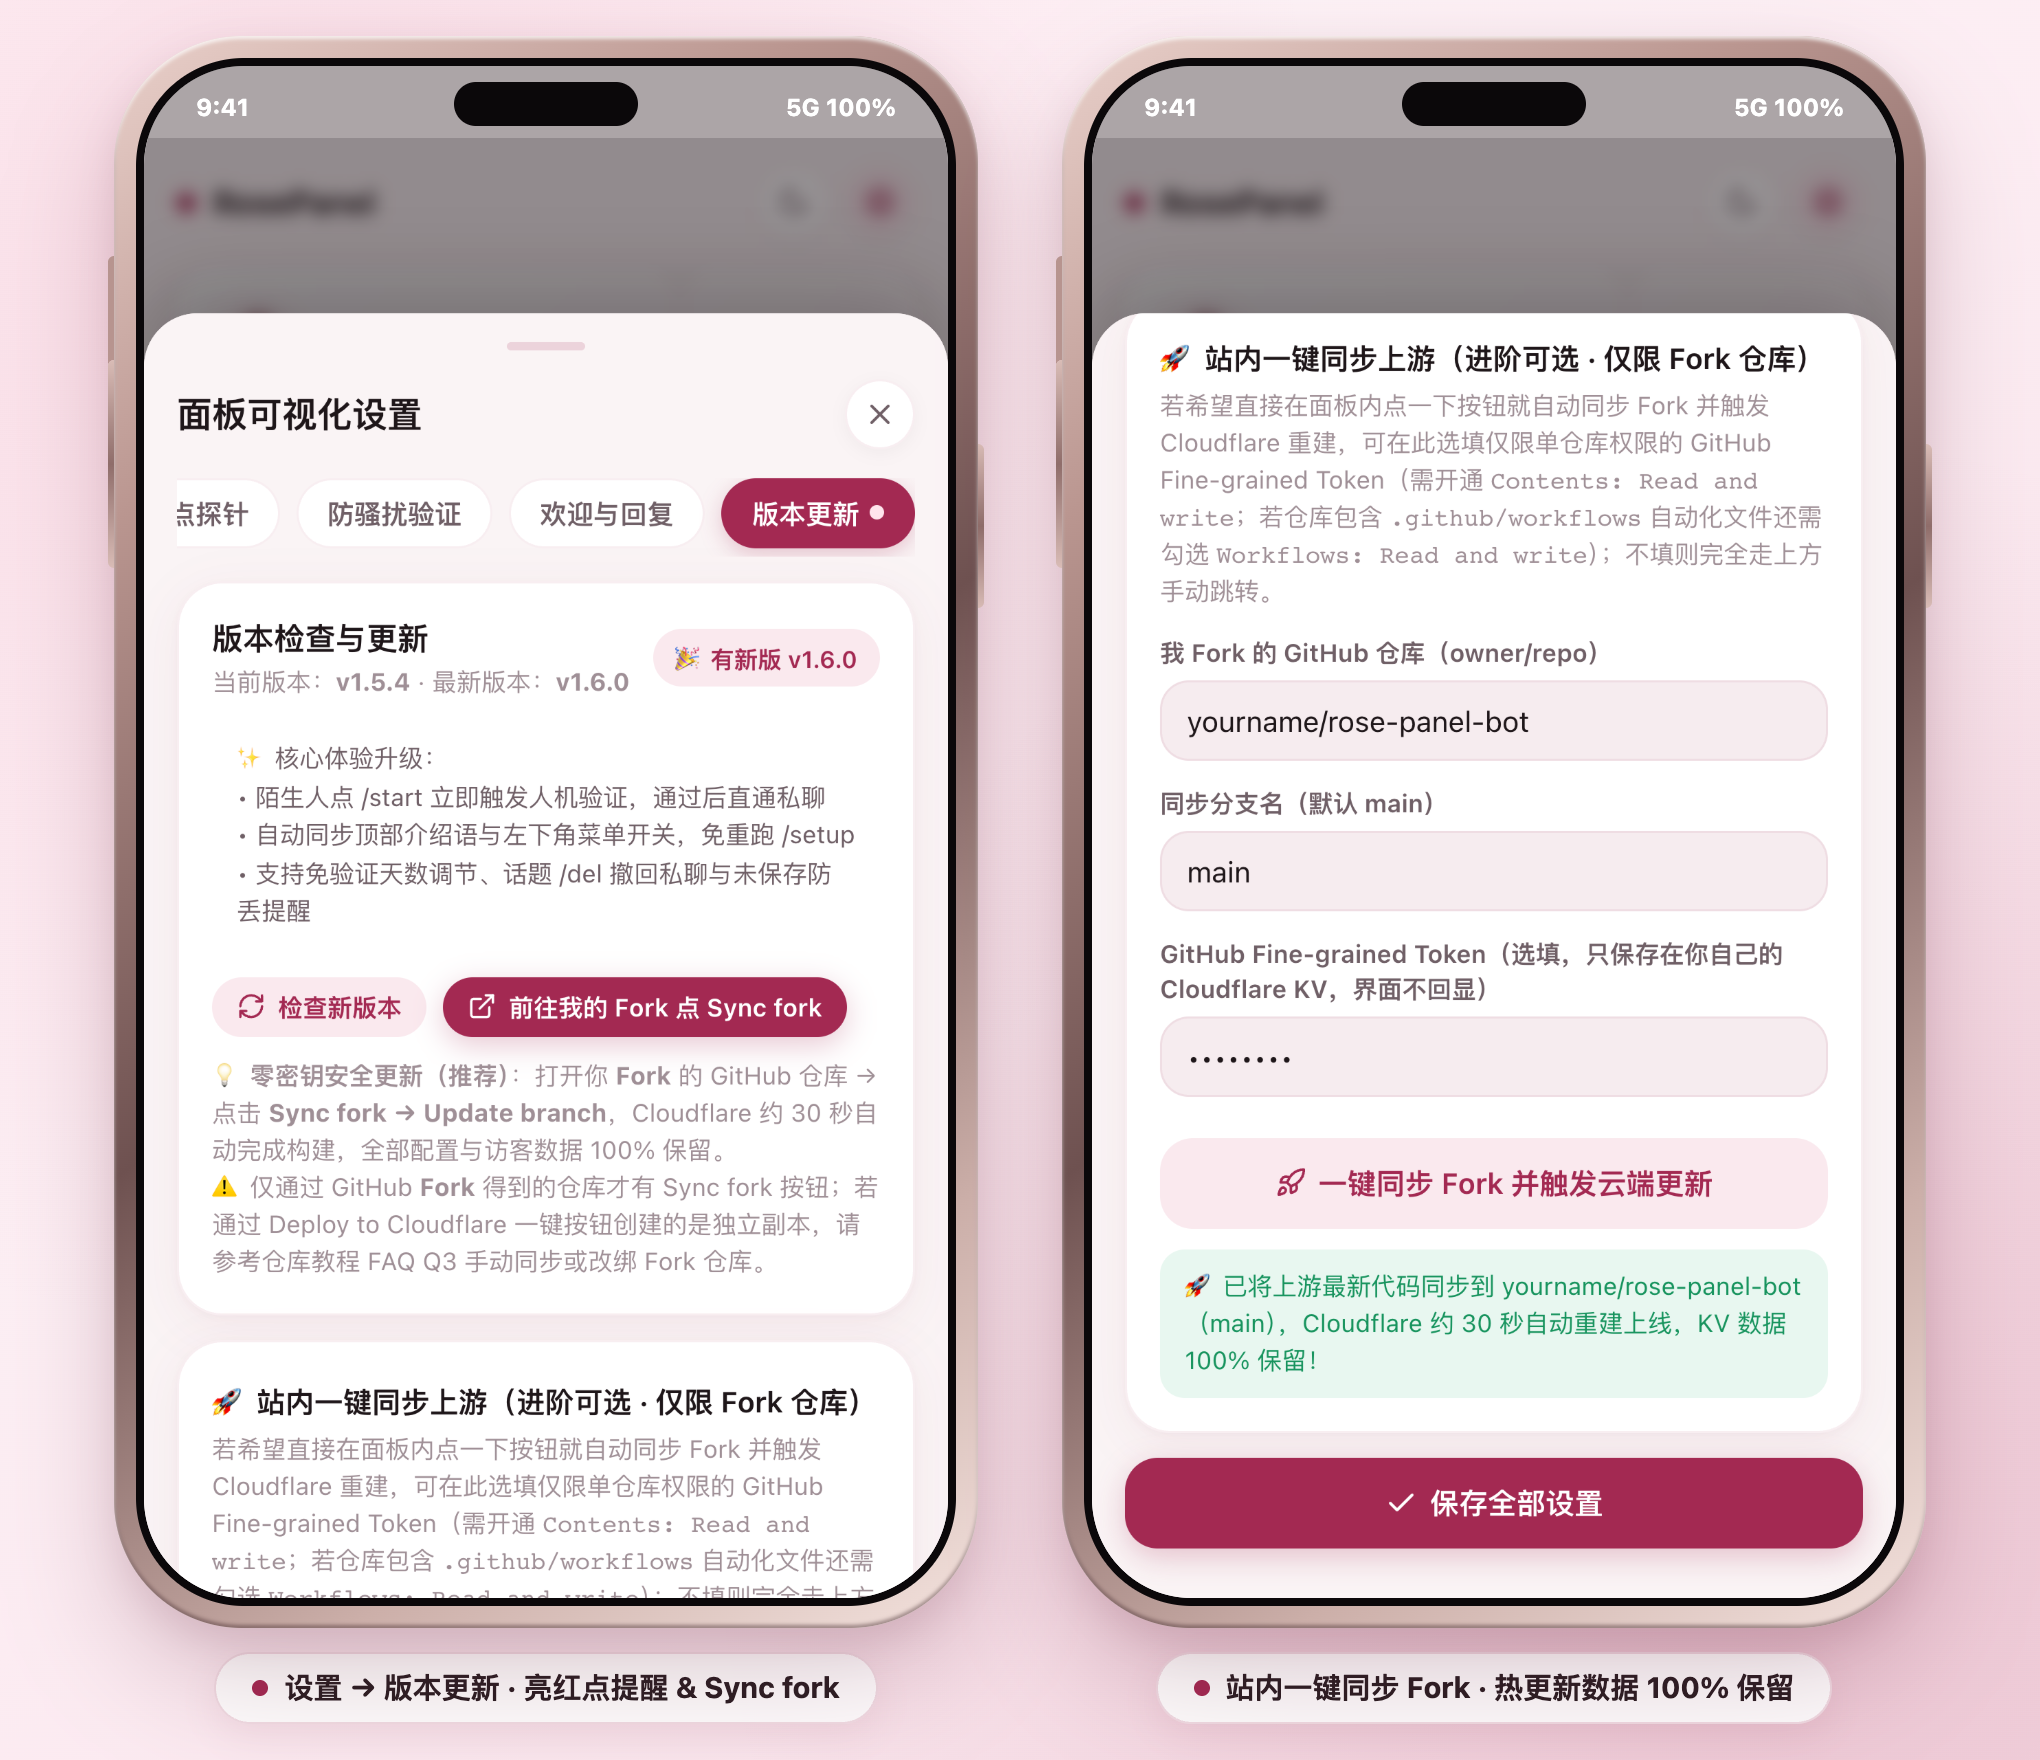 9:41
5G 100%
RosePanel
面板可视化设置
点探针
防骚扰验证
欢迎与回复
版本更新
版本检查与更新
当前版本：v1.5.4 · 最新版本：v1.6.0
🎉 有新版 v1.6.0
✨ 核心体验升级：
• 陌生人点 /start 立即触发人机验证，通过后直通私聊
• 自动同步顶部介绍语与左下角菜单开关，免重跑 /setup
• 支持免验证天数调节、话题 /del 撤回私聊与未保存防
丢提醒
检查新版本
前往我的 Fork 点 Sync fork
💡 零密钥安全更新（推荐）：打开你 Fork 的 GitHub 仓库 →
点击 Sync fork → Update branch，Cloudflare 约 30 秒自
动完成构建，全部配置与访客数据 100% 保留。
⚠️ 仅通过 GitHub Fork 得到的仓库才有 Sync fork 按钮；若
通过 Deploy to Cloudflare 一键按钮创建的是独立副本，请
参考仓库教程 FAQ Q3 手动同步或改绑 Fork 仓库。
🚀 站内一键同步上游（进阶可选 · 仅限 Fork 仓库）
若希望直接在面板内点一下按钮就自动同步 Fork 并触发
Cloudflare 重建，可在此选填仅限单仓库权限的 GitHub
Fine-grained Token（需开通 Contents: Read and
write；若仓库包含 .github/workflows 自动化文件还需
勾选 Workflows: Read and write）；不填则完全走上方
设置 → 版本更新 · 亮红点提醒 & Sync fork
9:41
5G 100%
RosePanel
🚀 站内一键同步上游（进阶可选 · 仅限 Fork 仓库）
若希望直接在面板内点一下按钮就自动同步 Fork 并触发
Cloudflare 重建，可在此选填仅限单仓库权限的 GitHub
Fine-grained Token（需开通 Contents: Read and
write；若仓库包含 .github/workflows 自动化文件还需
勾选 Workflows: Read and write）；不填则完全走上方
手动跳转。
我 Fork 的 GitHub 仓库（owner/repo）
yourname/rose-panel-bot
同步分支名（默认 main）
main
GitHub Fine-grained Token（选填，只保存在你自己的
Cloudflare KV，界面不回显）
••••••••
一键同步 Fork 并触发云端更新
🚀 已将上游最新代码同步到 yourname/rose-panel-bot
（main），Cloudflare 约 30 秒自动重建上线，KV 数据
100% 保留！
保存全部设置
站内一键同步 Fork · 热更新数据 100% 保留